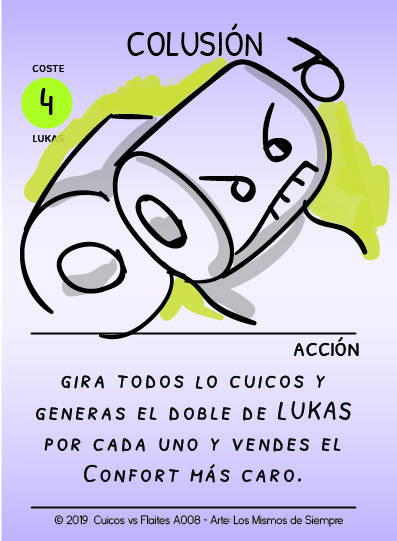 COLUSIÓN
COSTE
4
LUKAS
ACCIÓN
GIRA TODOS LO CUICOS Y
GENERAS EL DOBLE DE LUKAS
POR CADA UNO Y VENDES EL
CONFORT MÁS CARO.
© 2019 Cuicos vs Flaites A008 - Arte: Los Mismos de Siempre